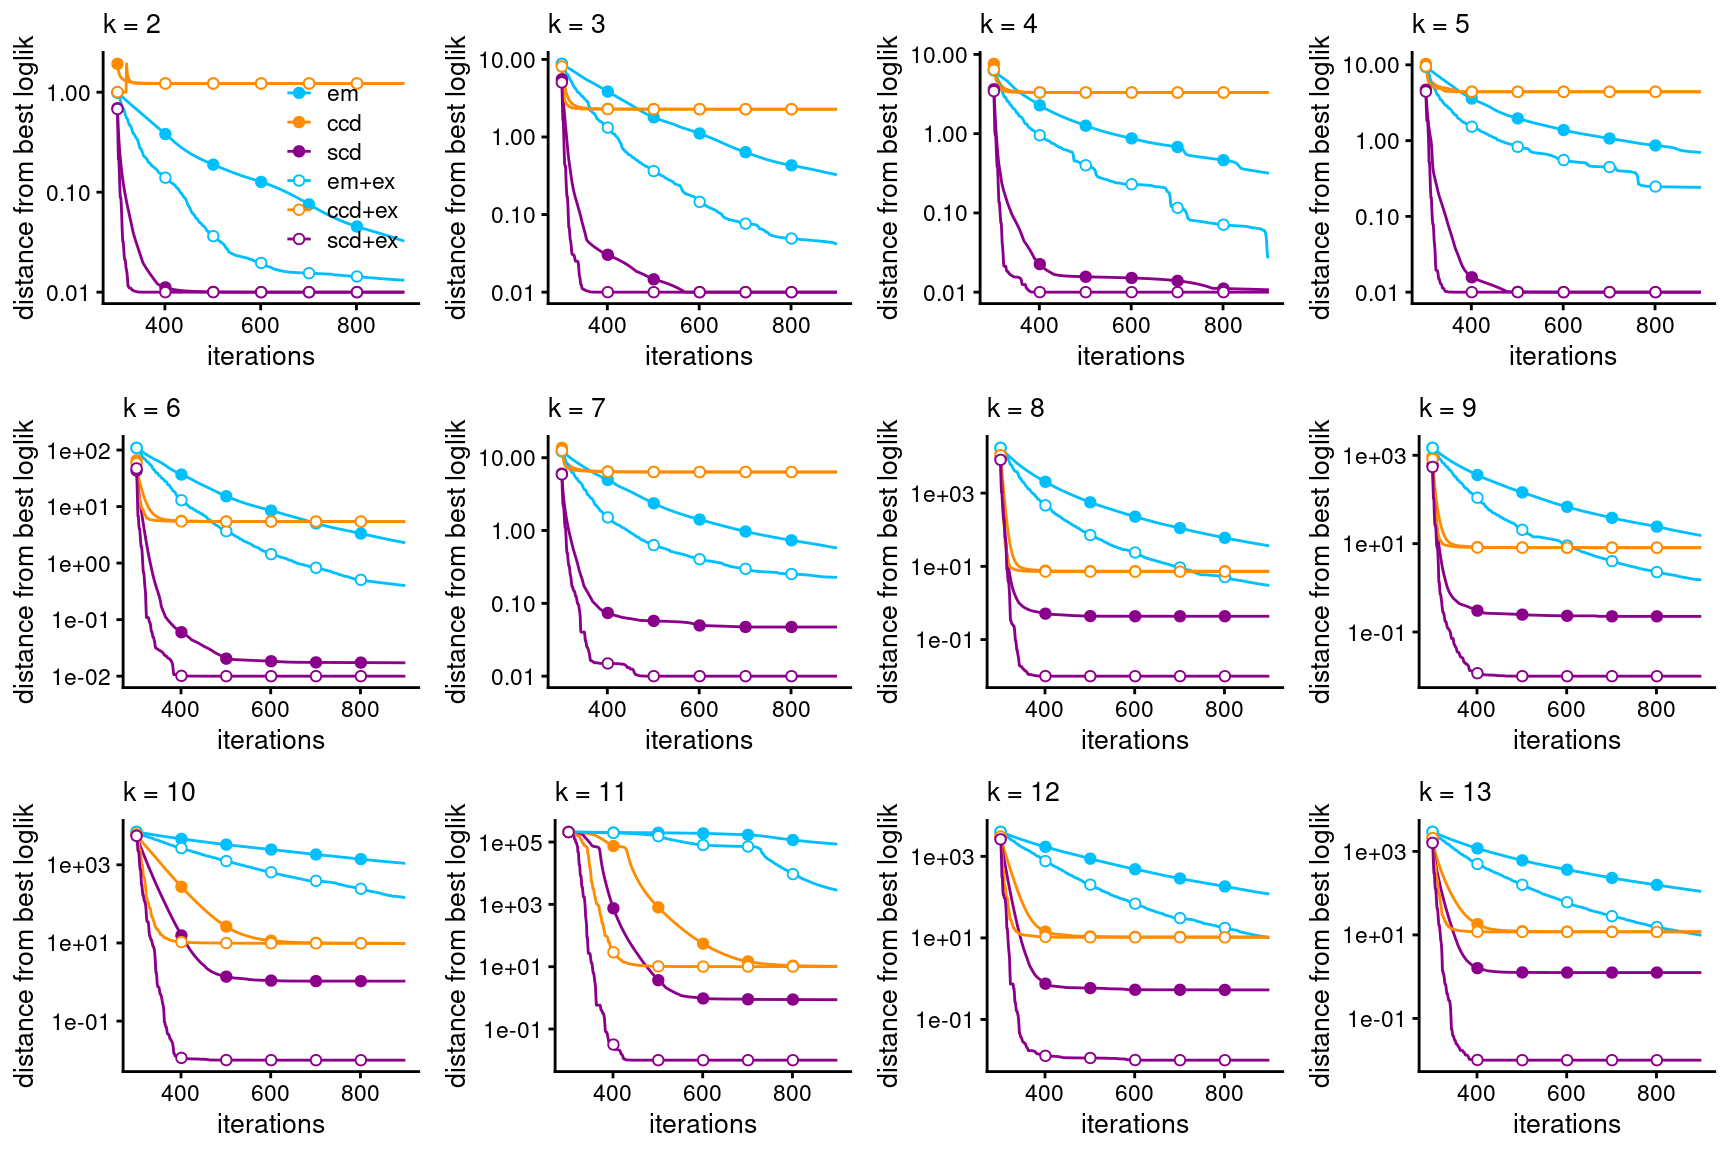 k = 2
distance from best loglik
1.00
0.10
0.01
em
ccd
scd
em+ex
ccd+ex
scd+ex
400 600 800
iterations
k = 3
distance from best loglik
10.00
1.00
0.10
0.01
400 600 800
iterations
k = 4
distance from best loglik
10.00
1.00
0.10
0.01
400 600 800
iterations
k = 5
distance from best loglik
10.00
1.00
0.10
0.01
400 600 800
iterations
k = 6
distance from best loglik
1e+02
1e+01
1e+00
1e-01
1e-02
400 600 800
iterations
k = 7
distance from best loglik
10.00
1.00
0.10
0.01
400 600 800
iterations
k = 8
distance from best loglik
1e+03
1e+01
1e-01
400 600 800
iterations
k = 9
distance from best loglik
1e+03
1e+01
1e-01
400 600 800
iterations
k = 10
distance from best loglik
1e+03
1e+01
1e-01
400 600 800
iterations
k = 11
distance from best loglik
1e+05
1e+03
1e+01
1e-01
400 600 800
iterations
k = 12
distance from best loglik
1e+03
1e+01
1e-01
400 600 800
iterations
k = 13
distance from best loglik
1e+03
1e+01
1e-01
400 600 800
iterations